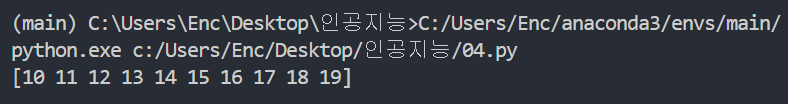 (main) C:\Users\Enc\Desktop\인공지능>C:/Users/Enc/anaconda3/envs/main/
python.exe c:/Users/Enc/Desktop/인공지능/04.py
[10 11 12 13 14 15 16 17 18 19]